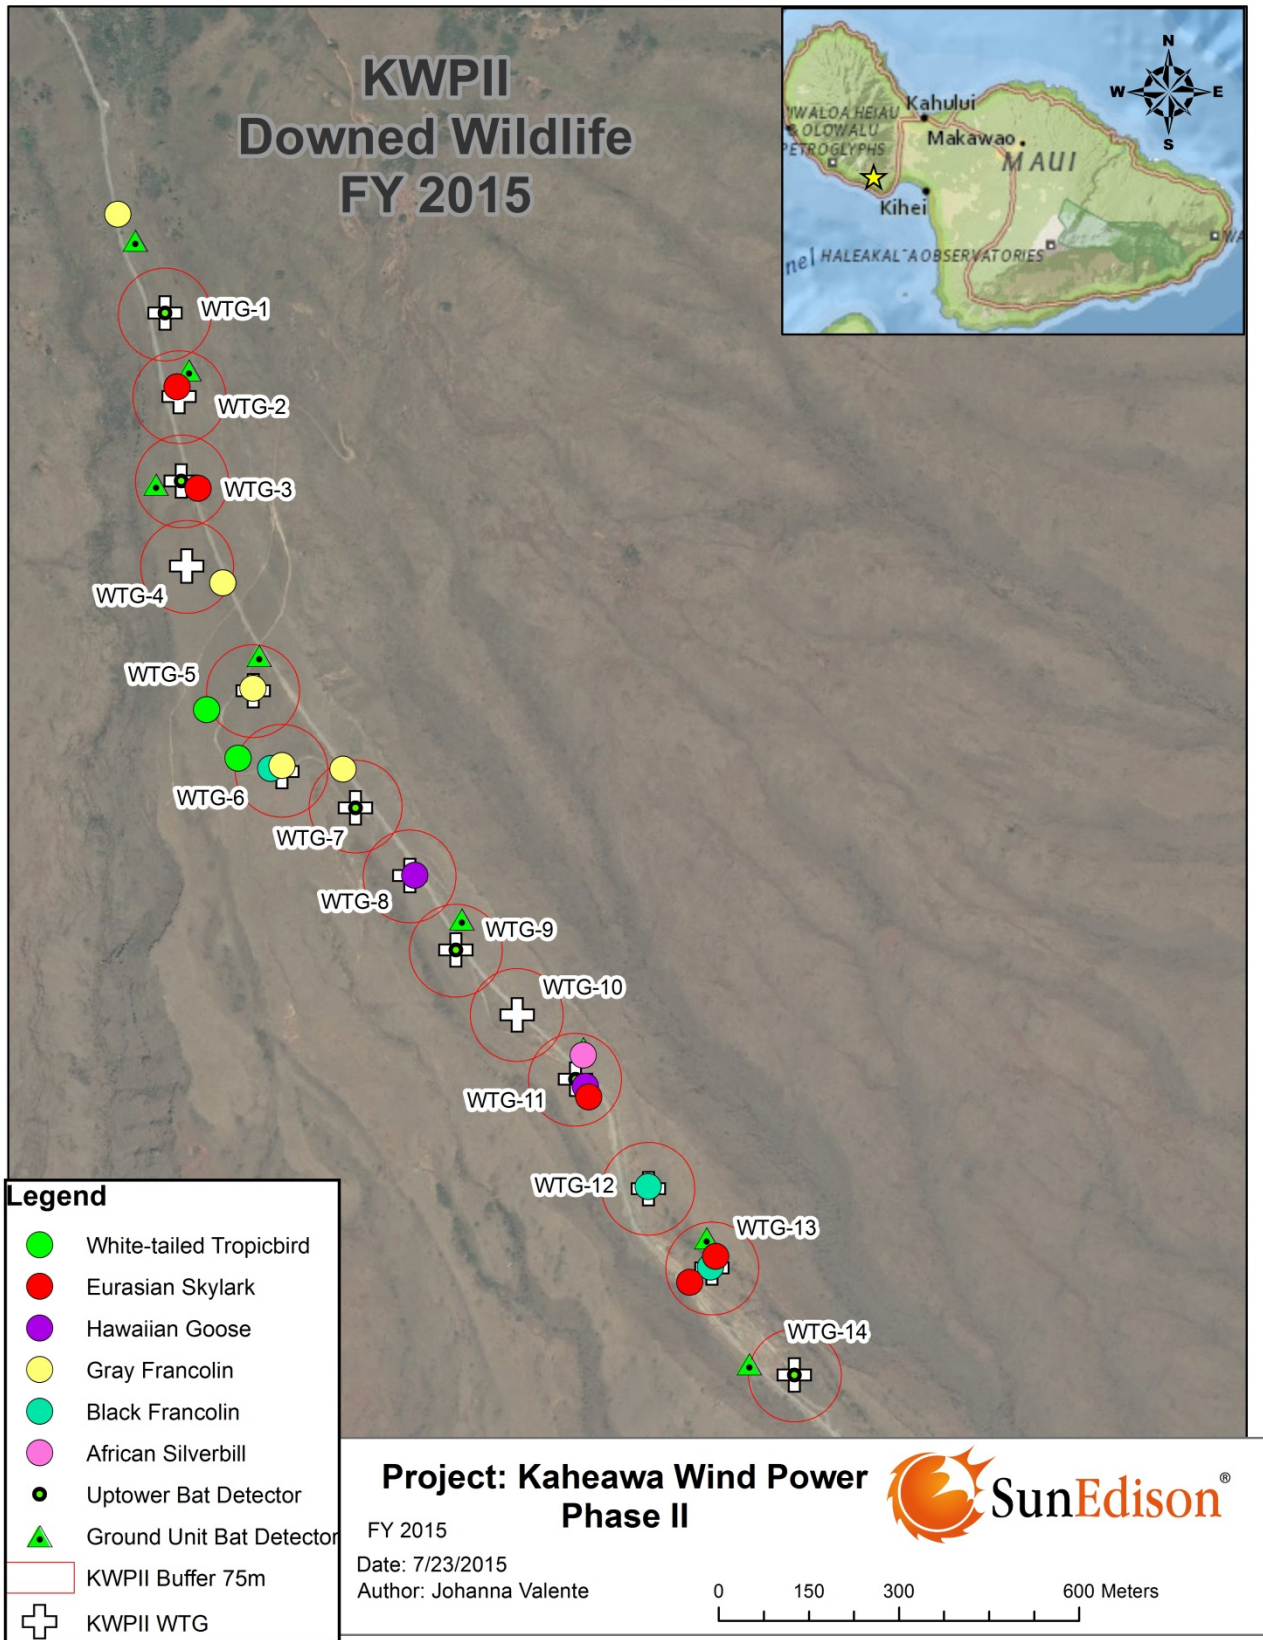 KWPII
Downed Wildlife
FY 2015
N
W
E
S
Kahului
IWALOA HEIAU
& OLOWALU
PETROGLYPHS
Makawao
MAUI
Kihei
nel
HALEAKAL¯A OBSERVATORIES
WTG-1
WTG-2
WTG-3
WTG-4
WTG-5
WTG-6
WTG-7
WTG-8
WTG-9
WTG-10
WTG-11
WTG-12
WTG-13
WTG-14
Legend
White-tailed Tropicbird
Eurasian Skylark
Hawaiian Goose
Gray Francolin
Black Francolin
African Silverbill
Uptower Bat Detector
Ground Unit Bat Detector
KWPII Buffer 75m
KWPII WTG
Project: Kaheawa Wind Power
Phase II
FY 2015
Date: 7/23/2015
Author: Johanna Valente
SunEdison®
0 150 300 600 Meters